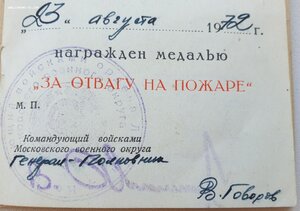 „23“ августа 1972 г.
награжден медалью
„ЗА ОТВАГУ НА ПОЖАРЕ“
М. П.
Командующий войсками
Московского военного округа
Генерал-Полковник
В. Говоров